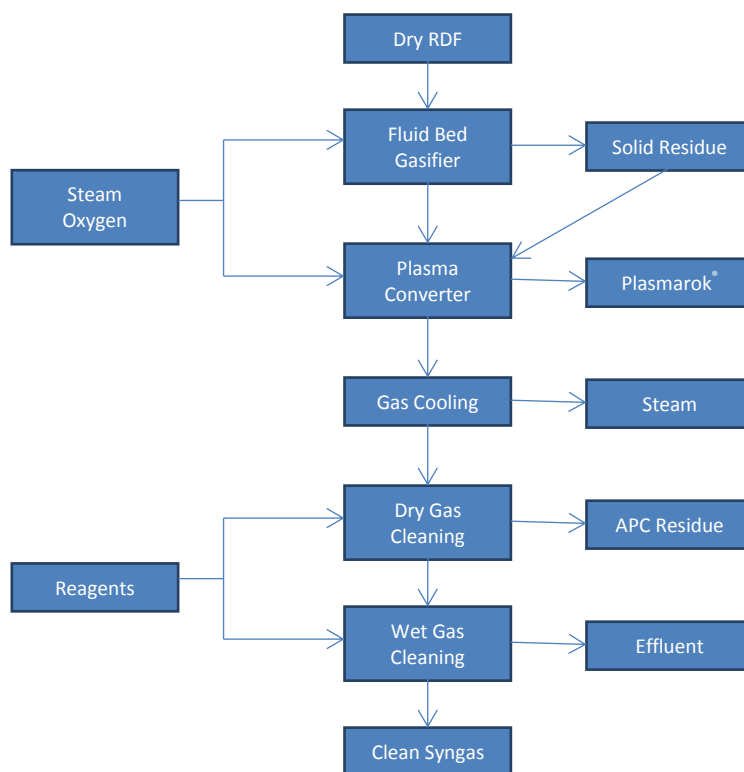 Dry RDF
Fluid Bed
Gasifier
Solid Residue
Steam
Oxygen
Plasma
Converter
Plasmarok®
Gas Cooling
Steam
Dry Gas
Cleaning
APC Residue
Reagents
Wet Gas
Cleaning
Effluent
Clean Syngas